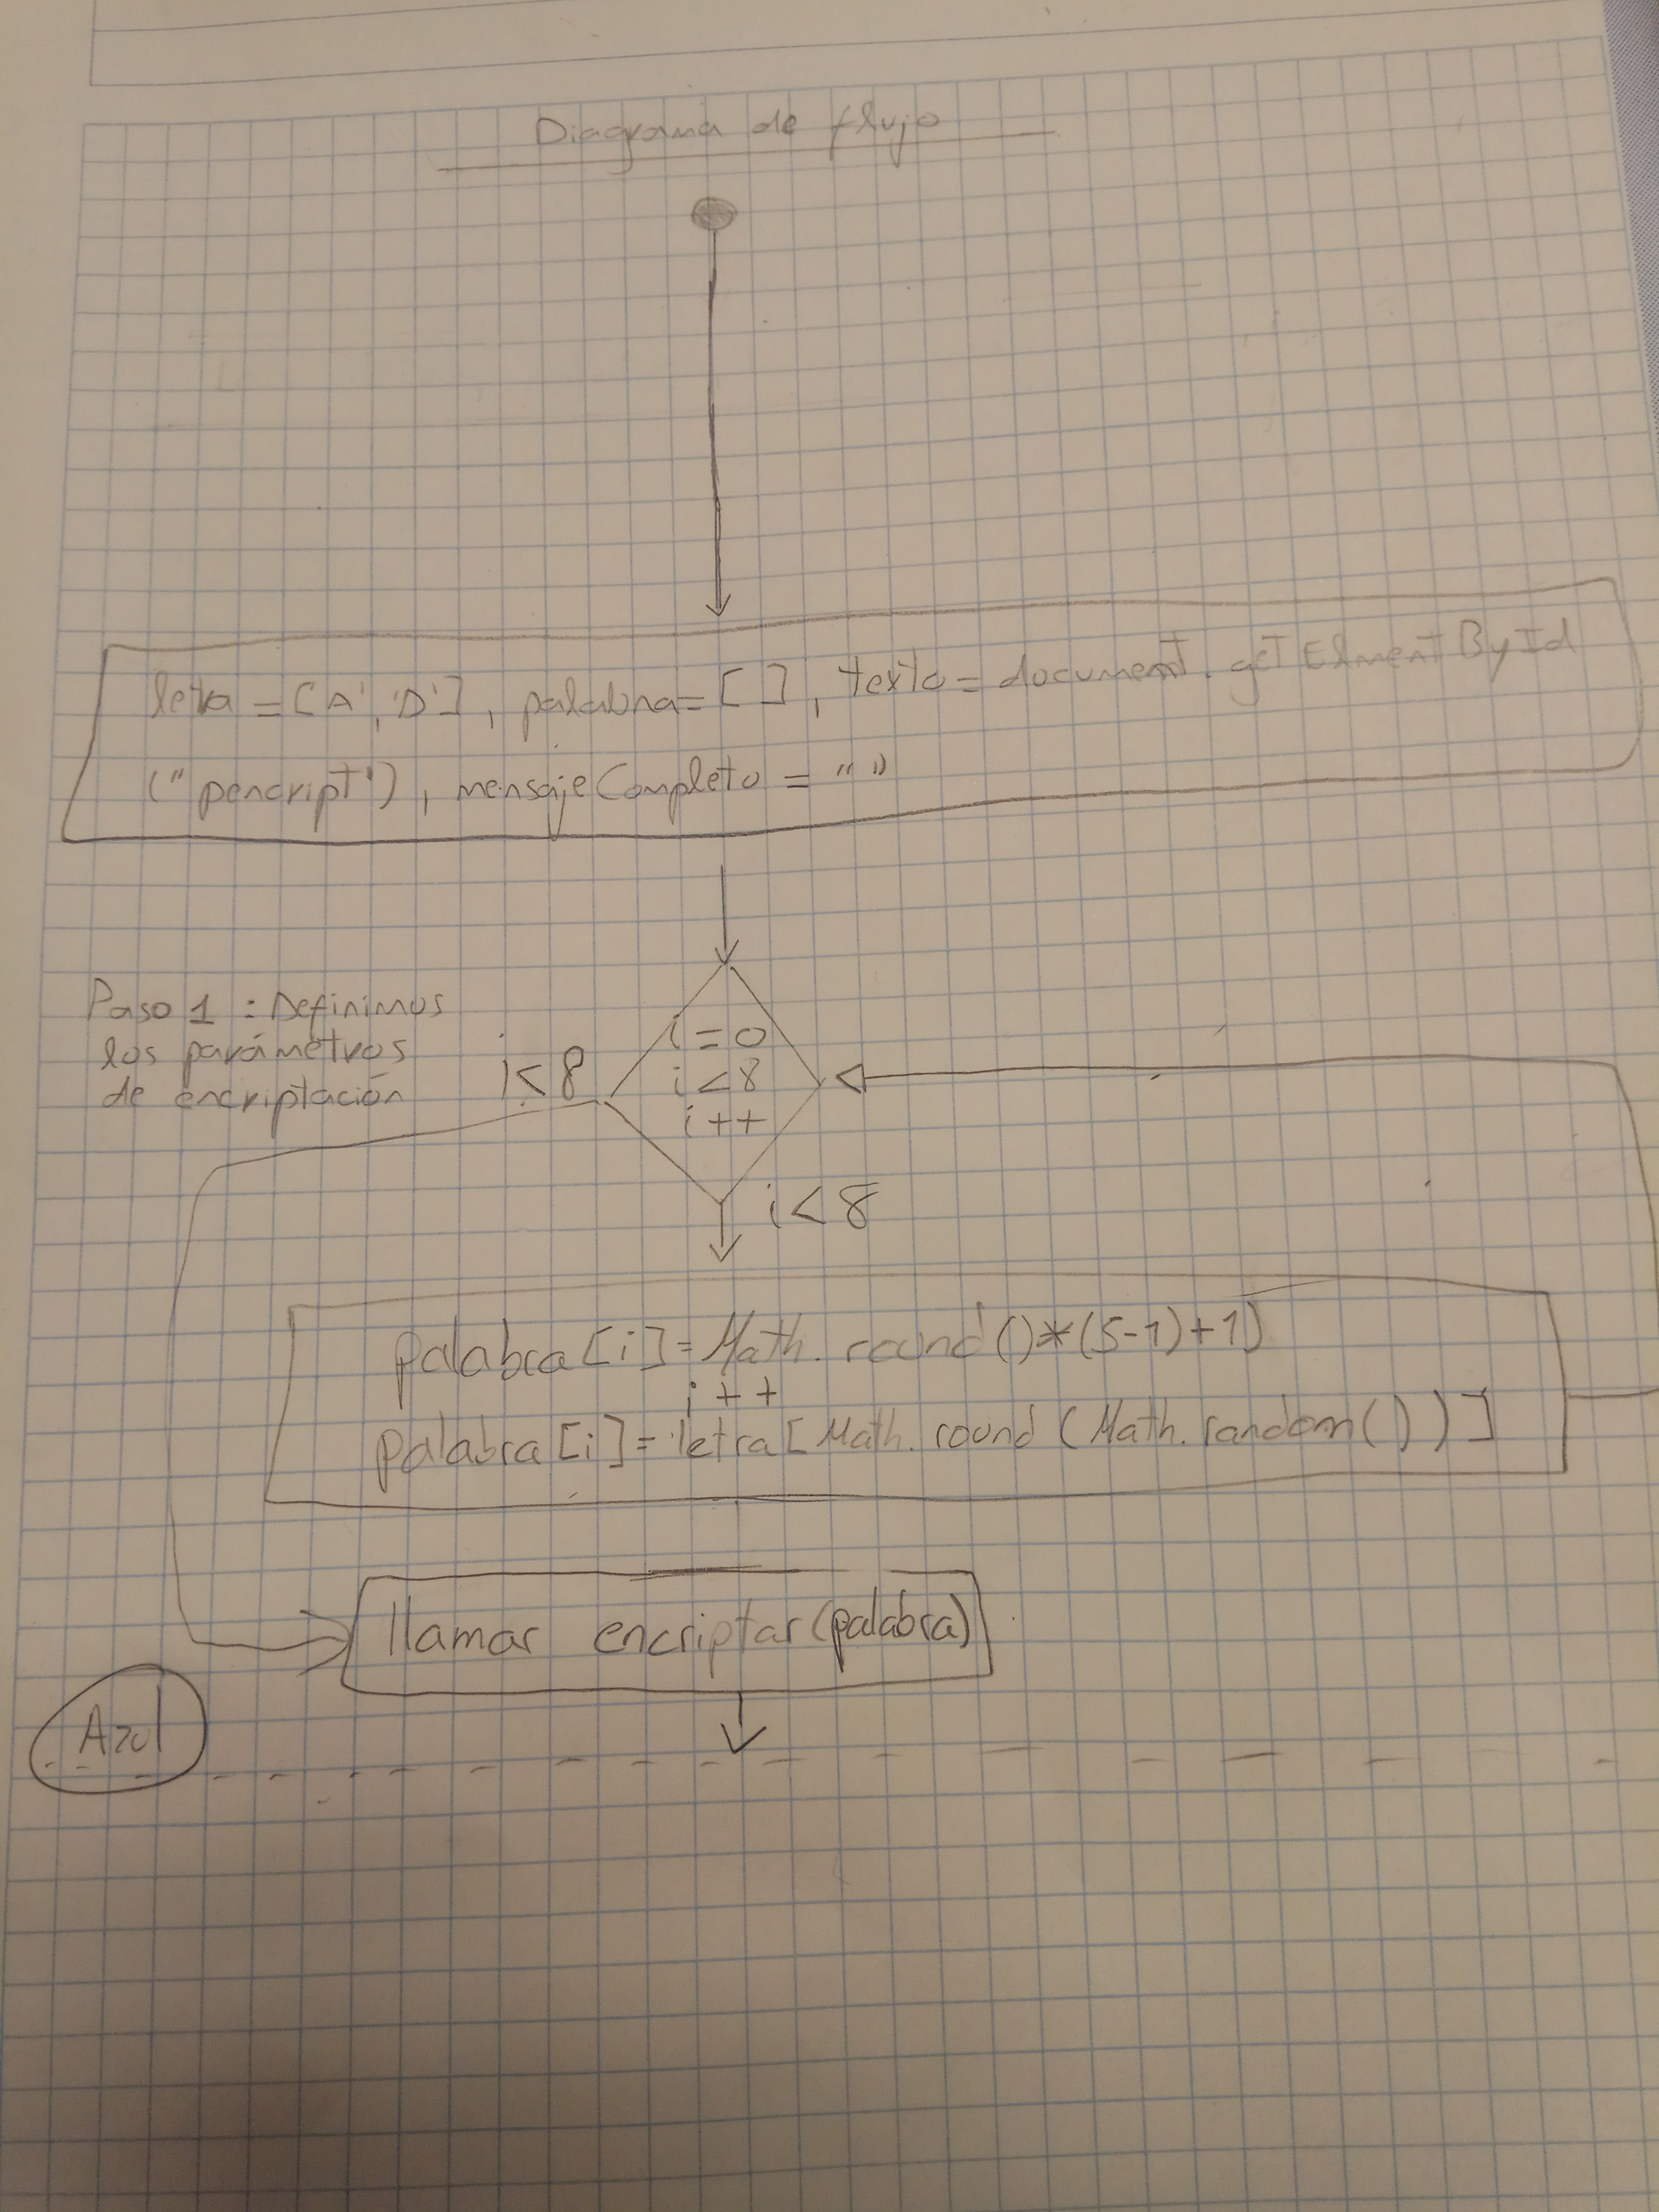 Diagrama de flujo
letra = [A', 'D'], palabra = [ ], texto = document.getElmentById
("pencript"), mensajeCompleto = " "
Paso 1 : Definimos
los parámetros
de encriptación
i<8
i=0
i<8
i++
i<8
palabra[i]=Math.round()*(5-1)+1)
i++
palabra[i]=letra[Math.round(Math.random())]
llamar encriptar(palabra)
Azul